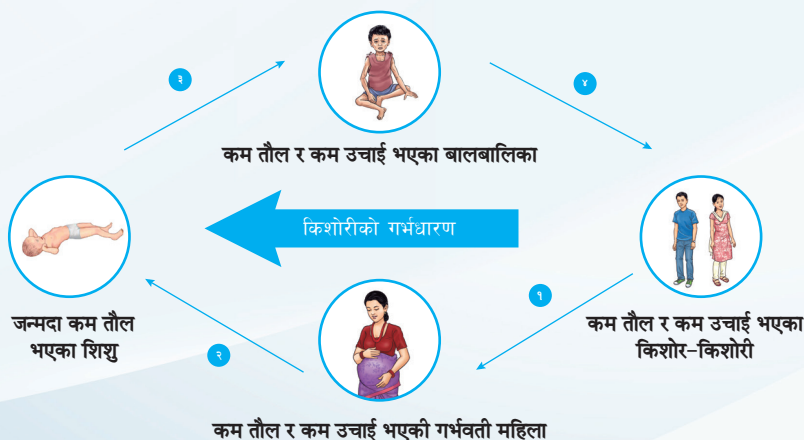 ३
४
कम तौल र कम उचाई भएका बालबालिका
किशोरीको गर्भधारण
जन्मदा कम तौल
भएका शिशु
१
कम तौल र कम उचाई भएका
किशोर-किशोरी
२
कम तौल र कम उचाई भएकी गर्भवती महिला